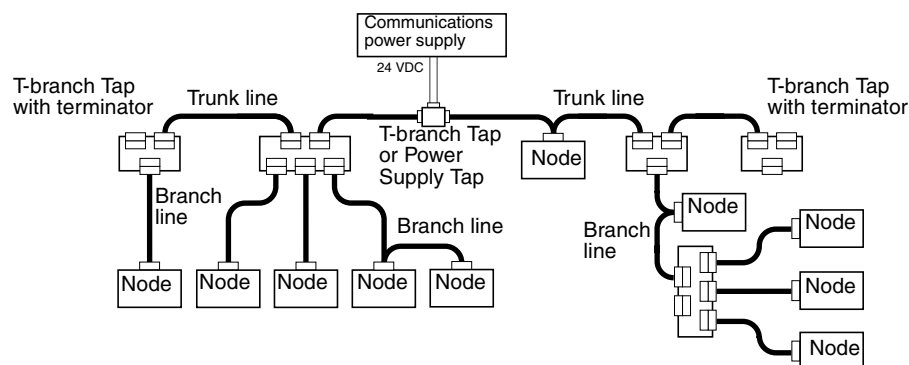 Communications
power supply
24 VDC
T-branch Tap
with terminator
Trunk line
Trunk line
T-branch Tap
with terminator
T-branch Tap
or Power
Supply Tap
Node
Branch
line
Branch line
Branch
line
Node
Node
Node
Node
Node
Node
Node
Node
Node
Node